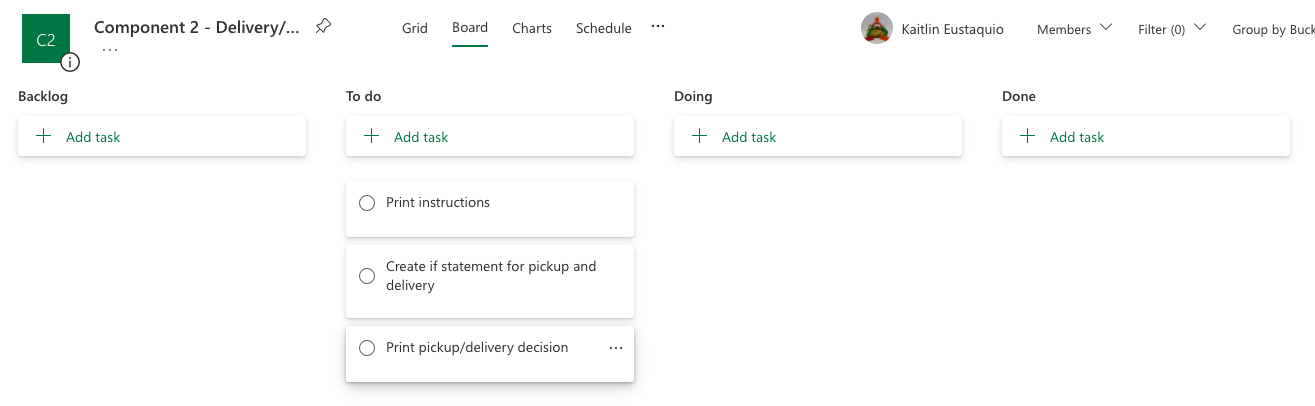 C2
Component 2 - Delivery/...
...
Grid
Board
Charts
Schedule
...
Kaitlin Eustaquio
Members
Filter (0)
Group by Buck
Backlog
To do
Doing
Done
Add task
Add task
Add task
Add task
Print instructions
Create if statement for pickup and
delivery
Print pickup/delivery decision
...